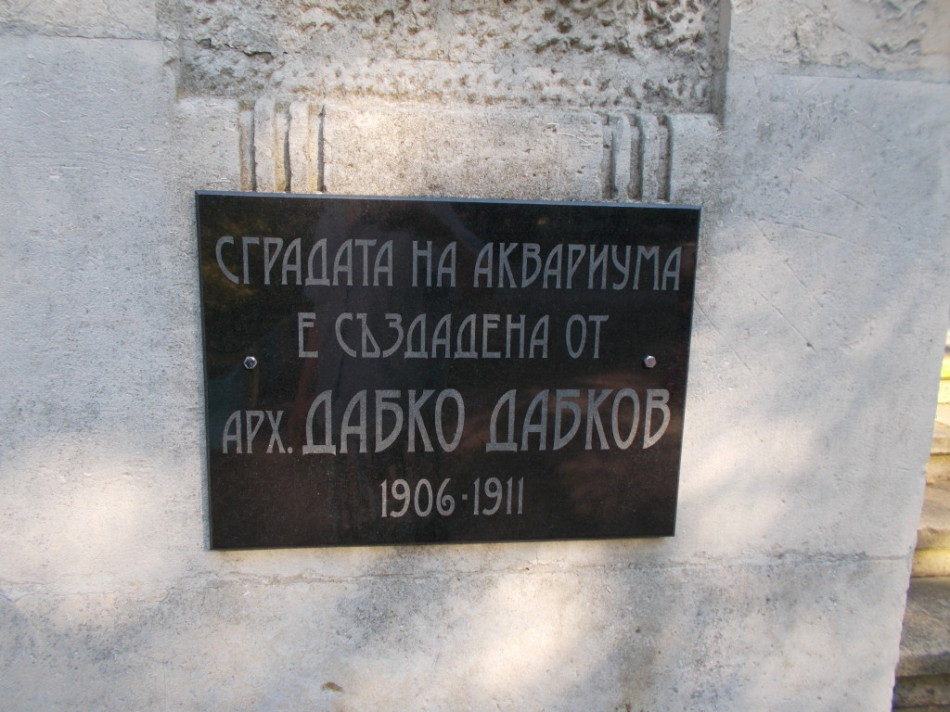 СГРАДАТА НА АКВАРИУМА
Е СЪЗДАДЕНА ОТ
АРХ. ДАБКО ДАБКОВ
1906·1911